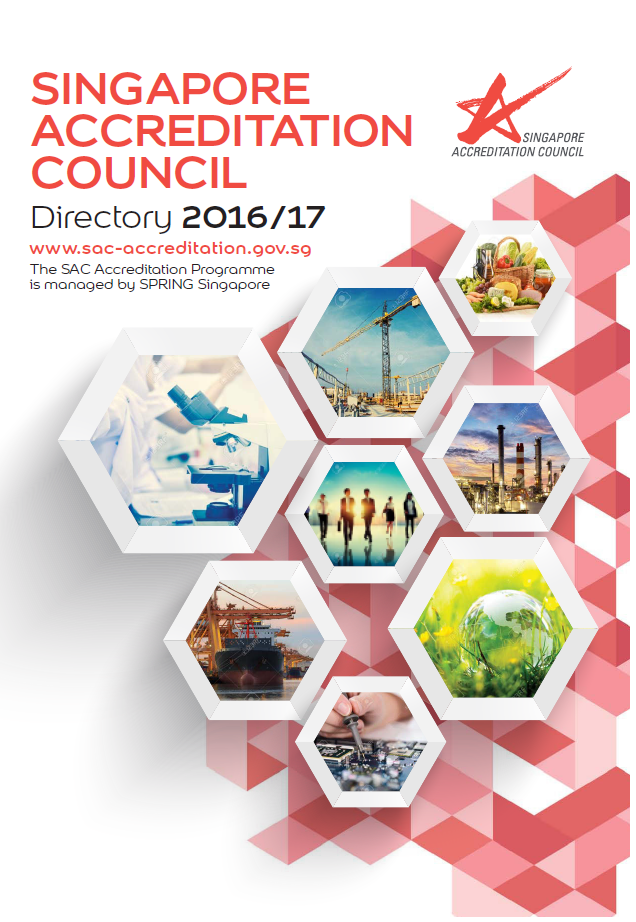 SINGAPORE
ACCREDITATION
COUNCIL
Directory 2016/17
www.sac-accreditation.gov.sg
The SAC Accreditation Programme
is managed by SPRING Singapore
SINGAPORE
ACCREDITATION COUNCIL